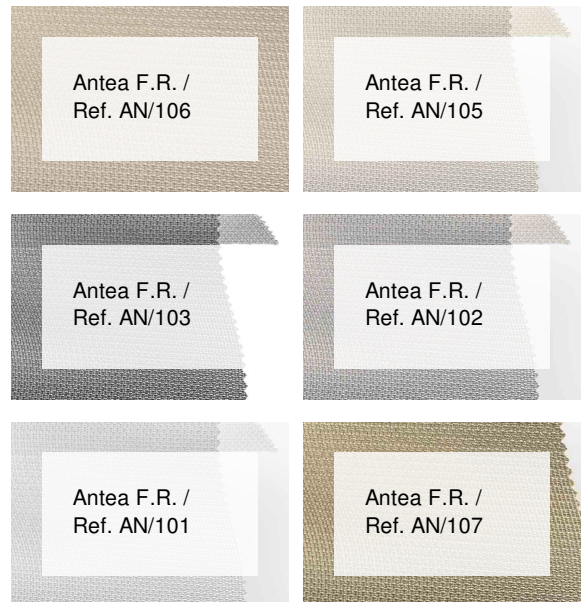 Antea F.R. /
Ref. AN/106
Antea F.R. /
Ref. AN/105
Antea F.R. /
Ref. AN/103
Antea F.R. /
Ref. AN/102
Antea F.R. /
Ref. AN/101
Antea F.R. /
Ref. AN/107